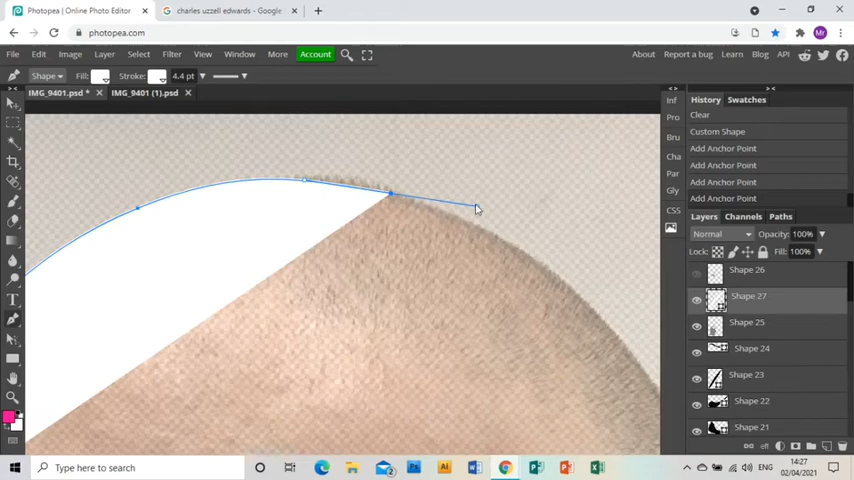 Photopea | Online Photo Editor
charles uzzell edwards - Google
photopea.com
Mr
File Edit Image Layer Select Filter View Window More Account
About Report a bug Learn Blog API
Shape Fill: Stroke: 4.4 pt
IMG_9401.psd *
IMG_9401 (1).psd
Inf
Pro
Bru
Cha
Par
Gly
CSS
History Swatches
Clear
Custom Shape
Add Anchor Point
Add Anchor Point
Add Anchor Point
Add Anchor Point
Layers Channels Paths
Normal Opacity: 100%
Lock: Fill: 100%
Shape 26
Shape 27
Shape 25
Shape 24
Shape 23
Shape 22
Shape 21
eff
Type here to search
2
ENG
14:27
02/04/2021